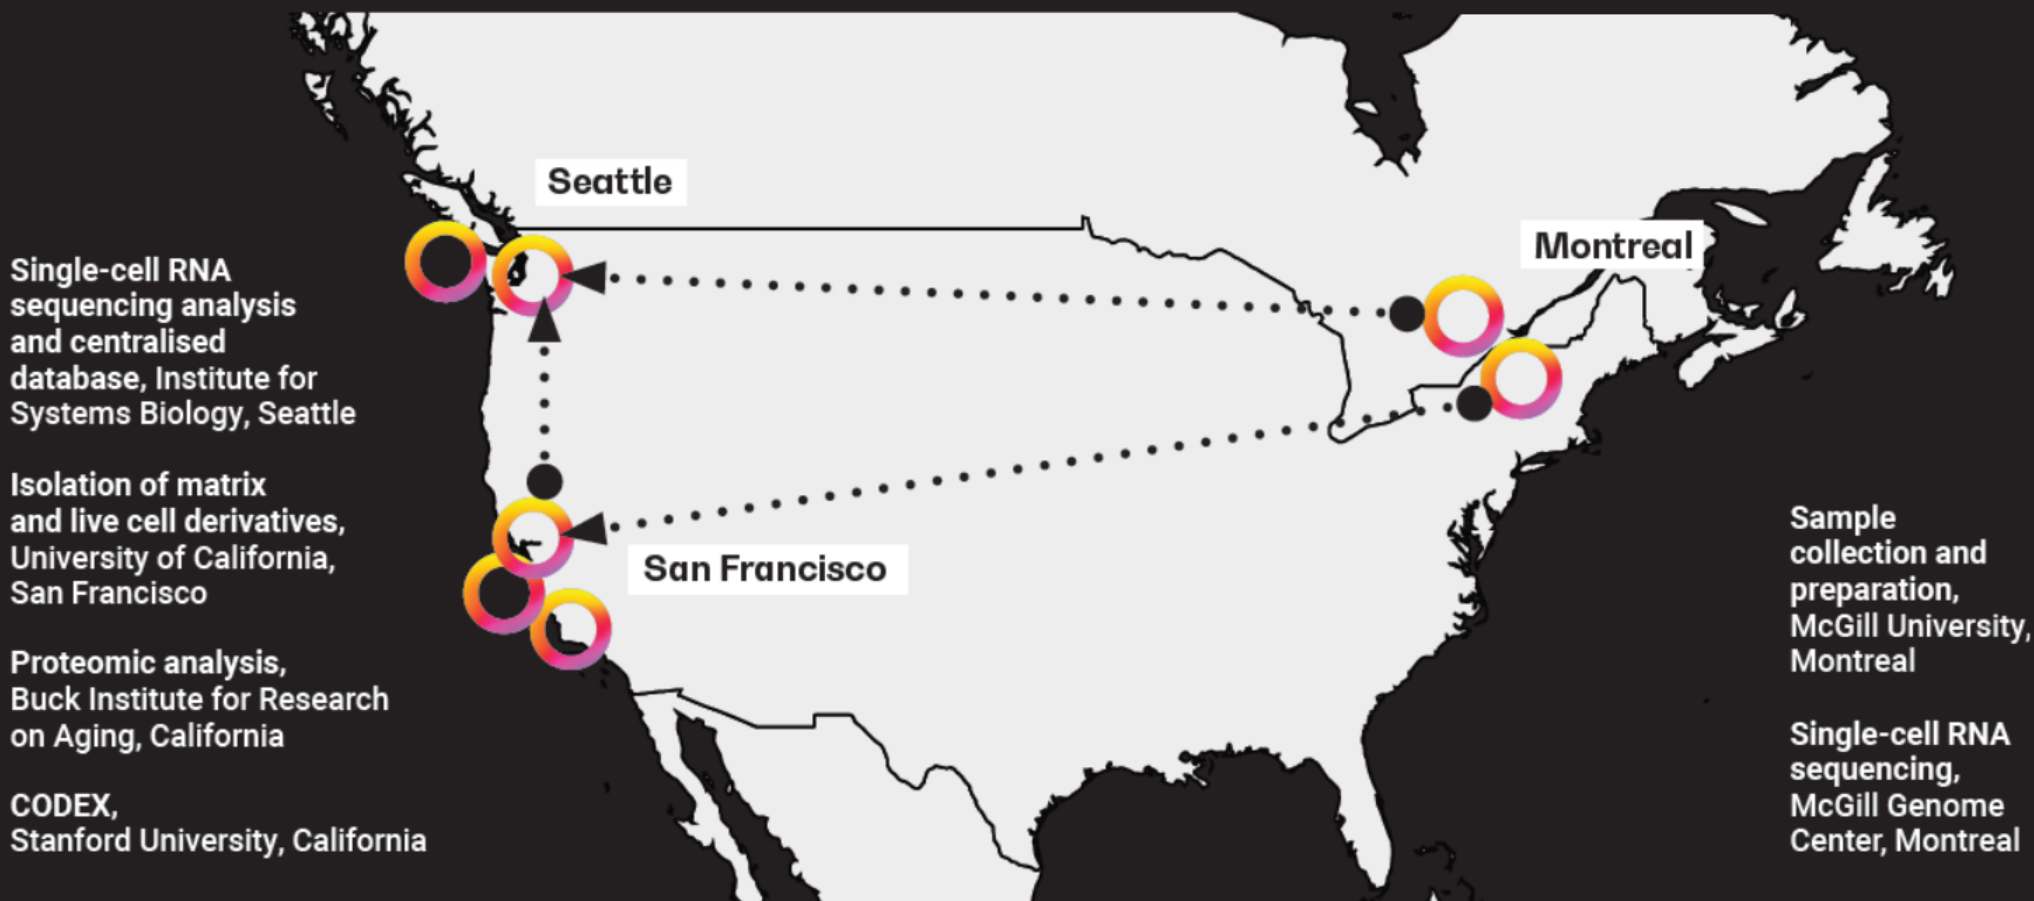 Seattle
Montreal
San Francisco
Single-cell RNA
sequencing analysis
and centralised
database, Institute for
Systems Biology, Seattle
Isolation of matrix
and live cell derivatives,
University of California,
San Francisco
Proteomic analysis,
Buck Institute for Research
on Aging, California
CODEX,
Stanford University, California
Sample
collection and
preparation,
McGill University,
Montreal
Single-cell RNA
sequencing,
McGill Genome
Center, Montreal